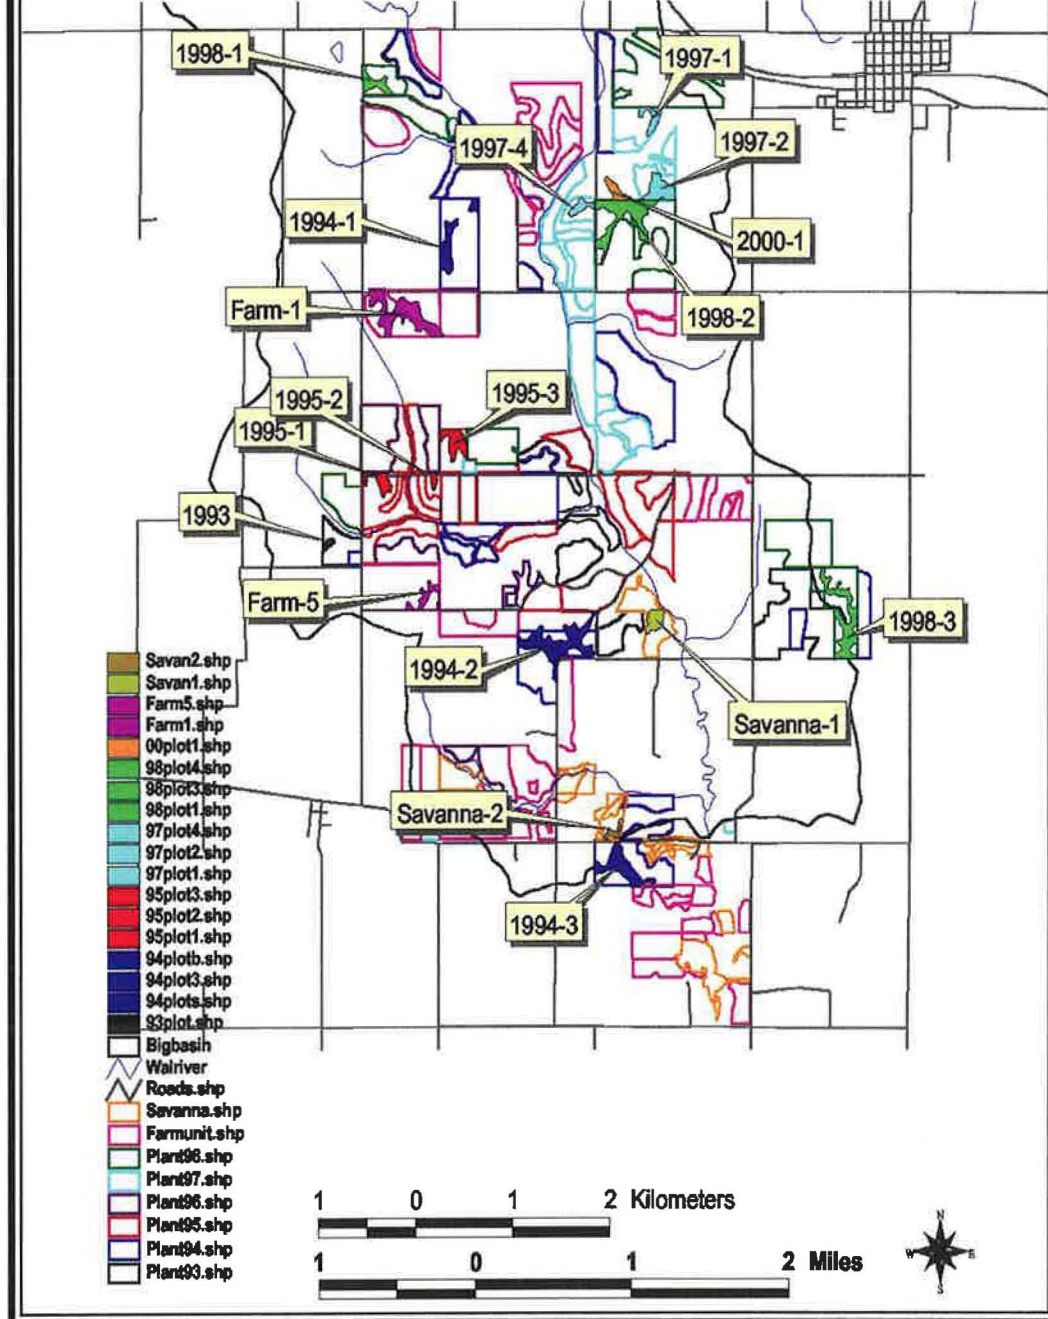 1998-1
1997-1
1997-4
1997-2
1994-1
2000-1
Farm-1
1998-2
1995-2
1995-3
1995-1
1993
Farm-5
1998-3
1994-2
Savanna-1
Savanna-2
1994-3
Savan2.shp
Savan1.shp
Farm5.shp
Farm1.shp
00plot1.shp
98plot4.shp
98plot3.shp
98plot1.shp
97plot4.shp
97plot2.shp
97plot1.shp
95plot3.shp
95plot2.shp
95plot1.shp
94plotb.shp
94plot3.shp
94plots.shp
93plot.shp
Bigbasin
Walriver
Roads.shp
Savanna.shp
Farmunit.shp
Plant98.shp
Plant97.shp
Plant96.shp
Plant95.shp
Plant94.shp
Plant93.shp
1 0 1 2 Kilometers
1 0 1 2 Miles
N
W E
S